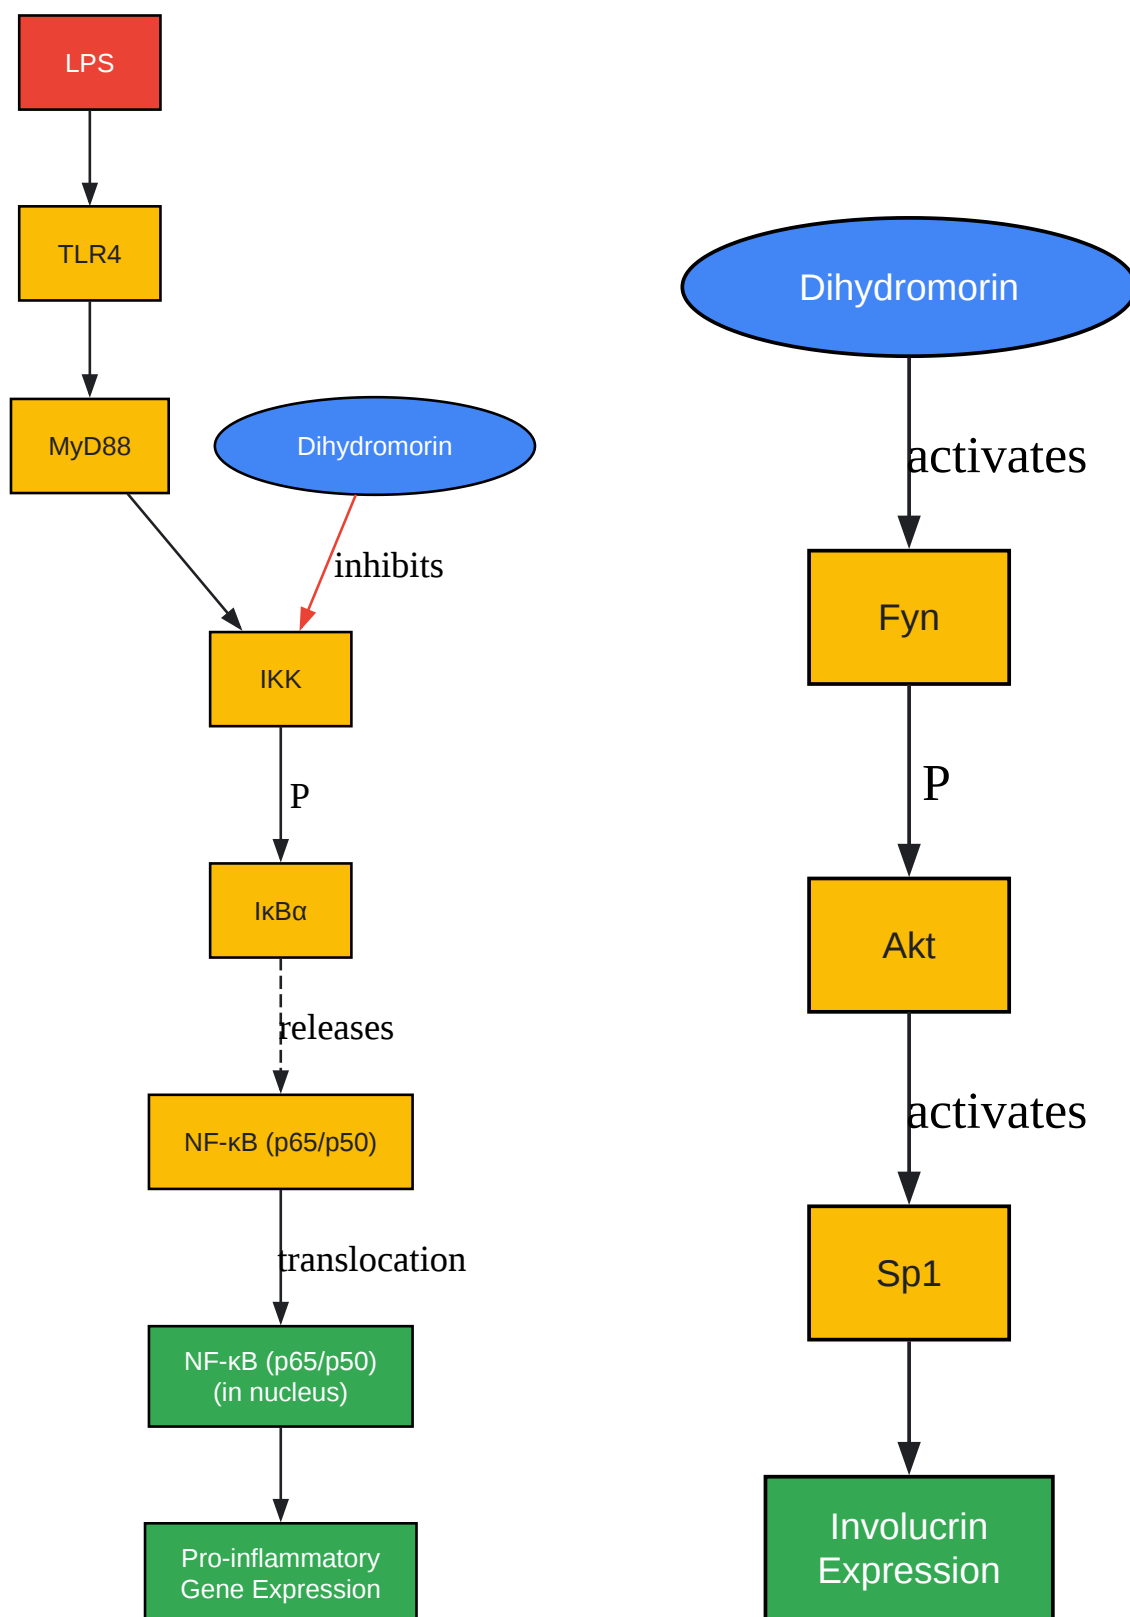 LPS
TLR4
MyD88
Dihydromorin
inhibits
IKK
P
IκBα
releases
NF-κB (p65/p50)
translocation
NF-κB (p65/p50)
(in nucleus)
Pro-inflammatory
Gene Expression
Dihydromorin
activates
Fyn
P
Akt
activates
Sp1
Involucrin
Expression